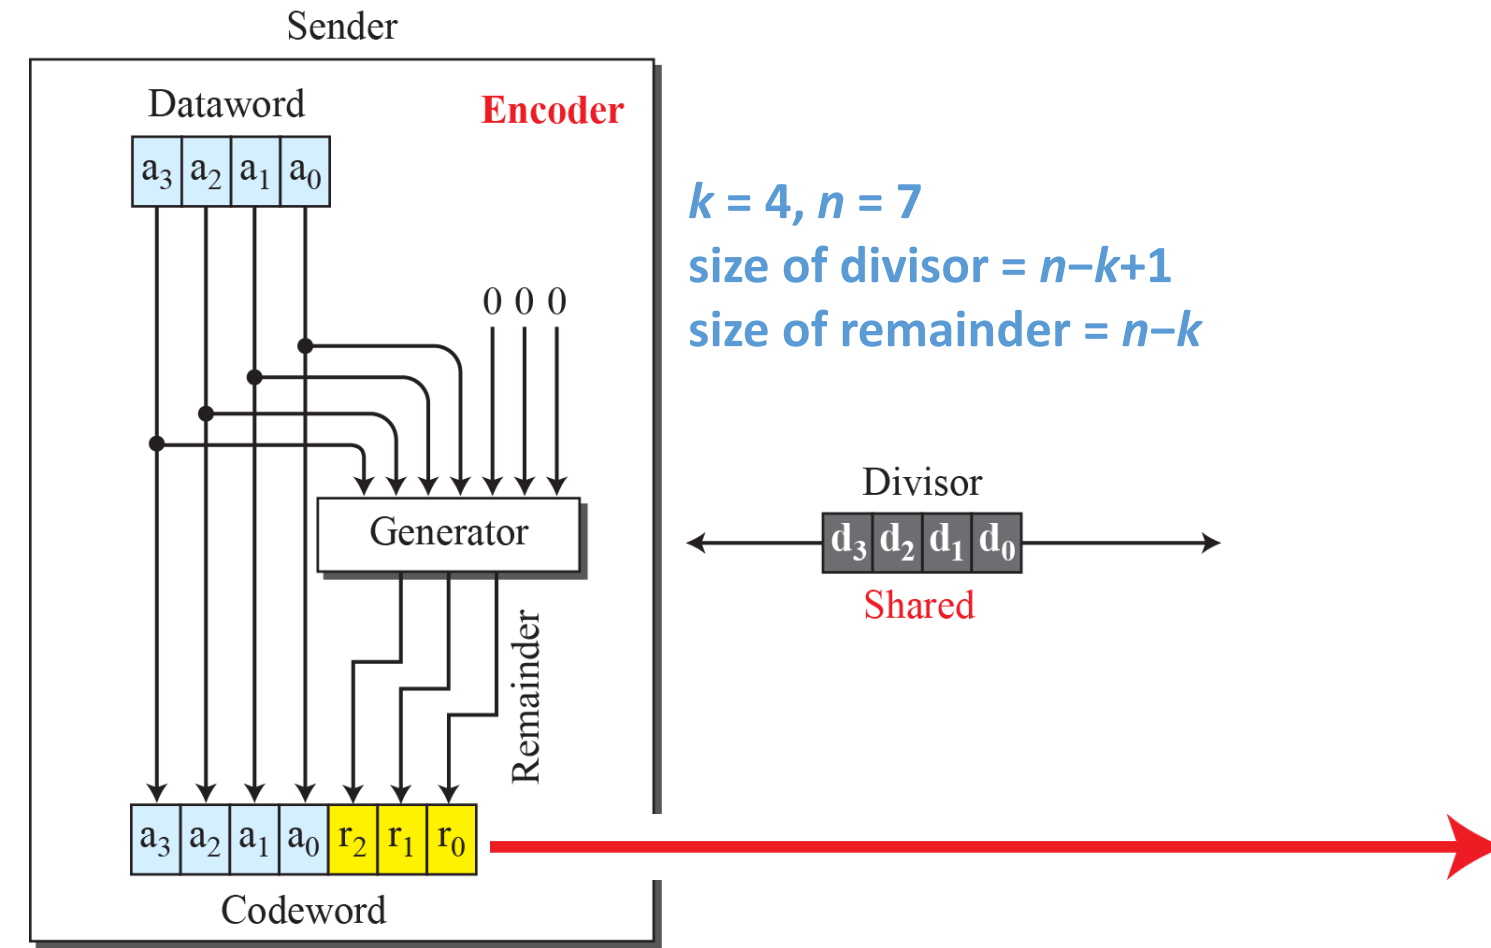 Sender
Dataword
Encoder
a3 a2 a1 a0
k = 4, n = 7
size of divisor = n−k+1
size of remainder = n−k
0 0 0
Divisor
Generator
d3 d2 d1 d0
Shared
Remainder
a3 a2 a1 a0 r2 r1 r0
Codeword